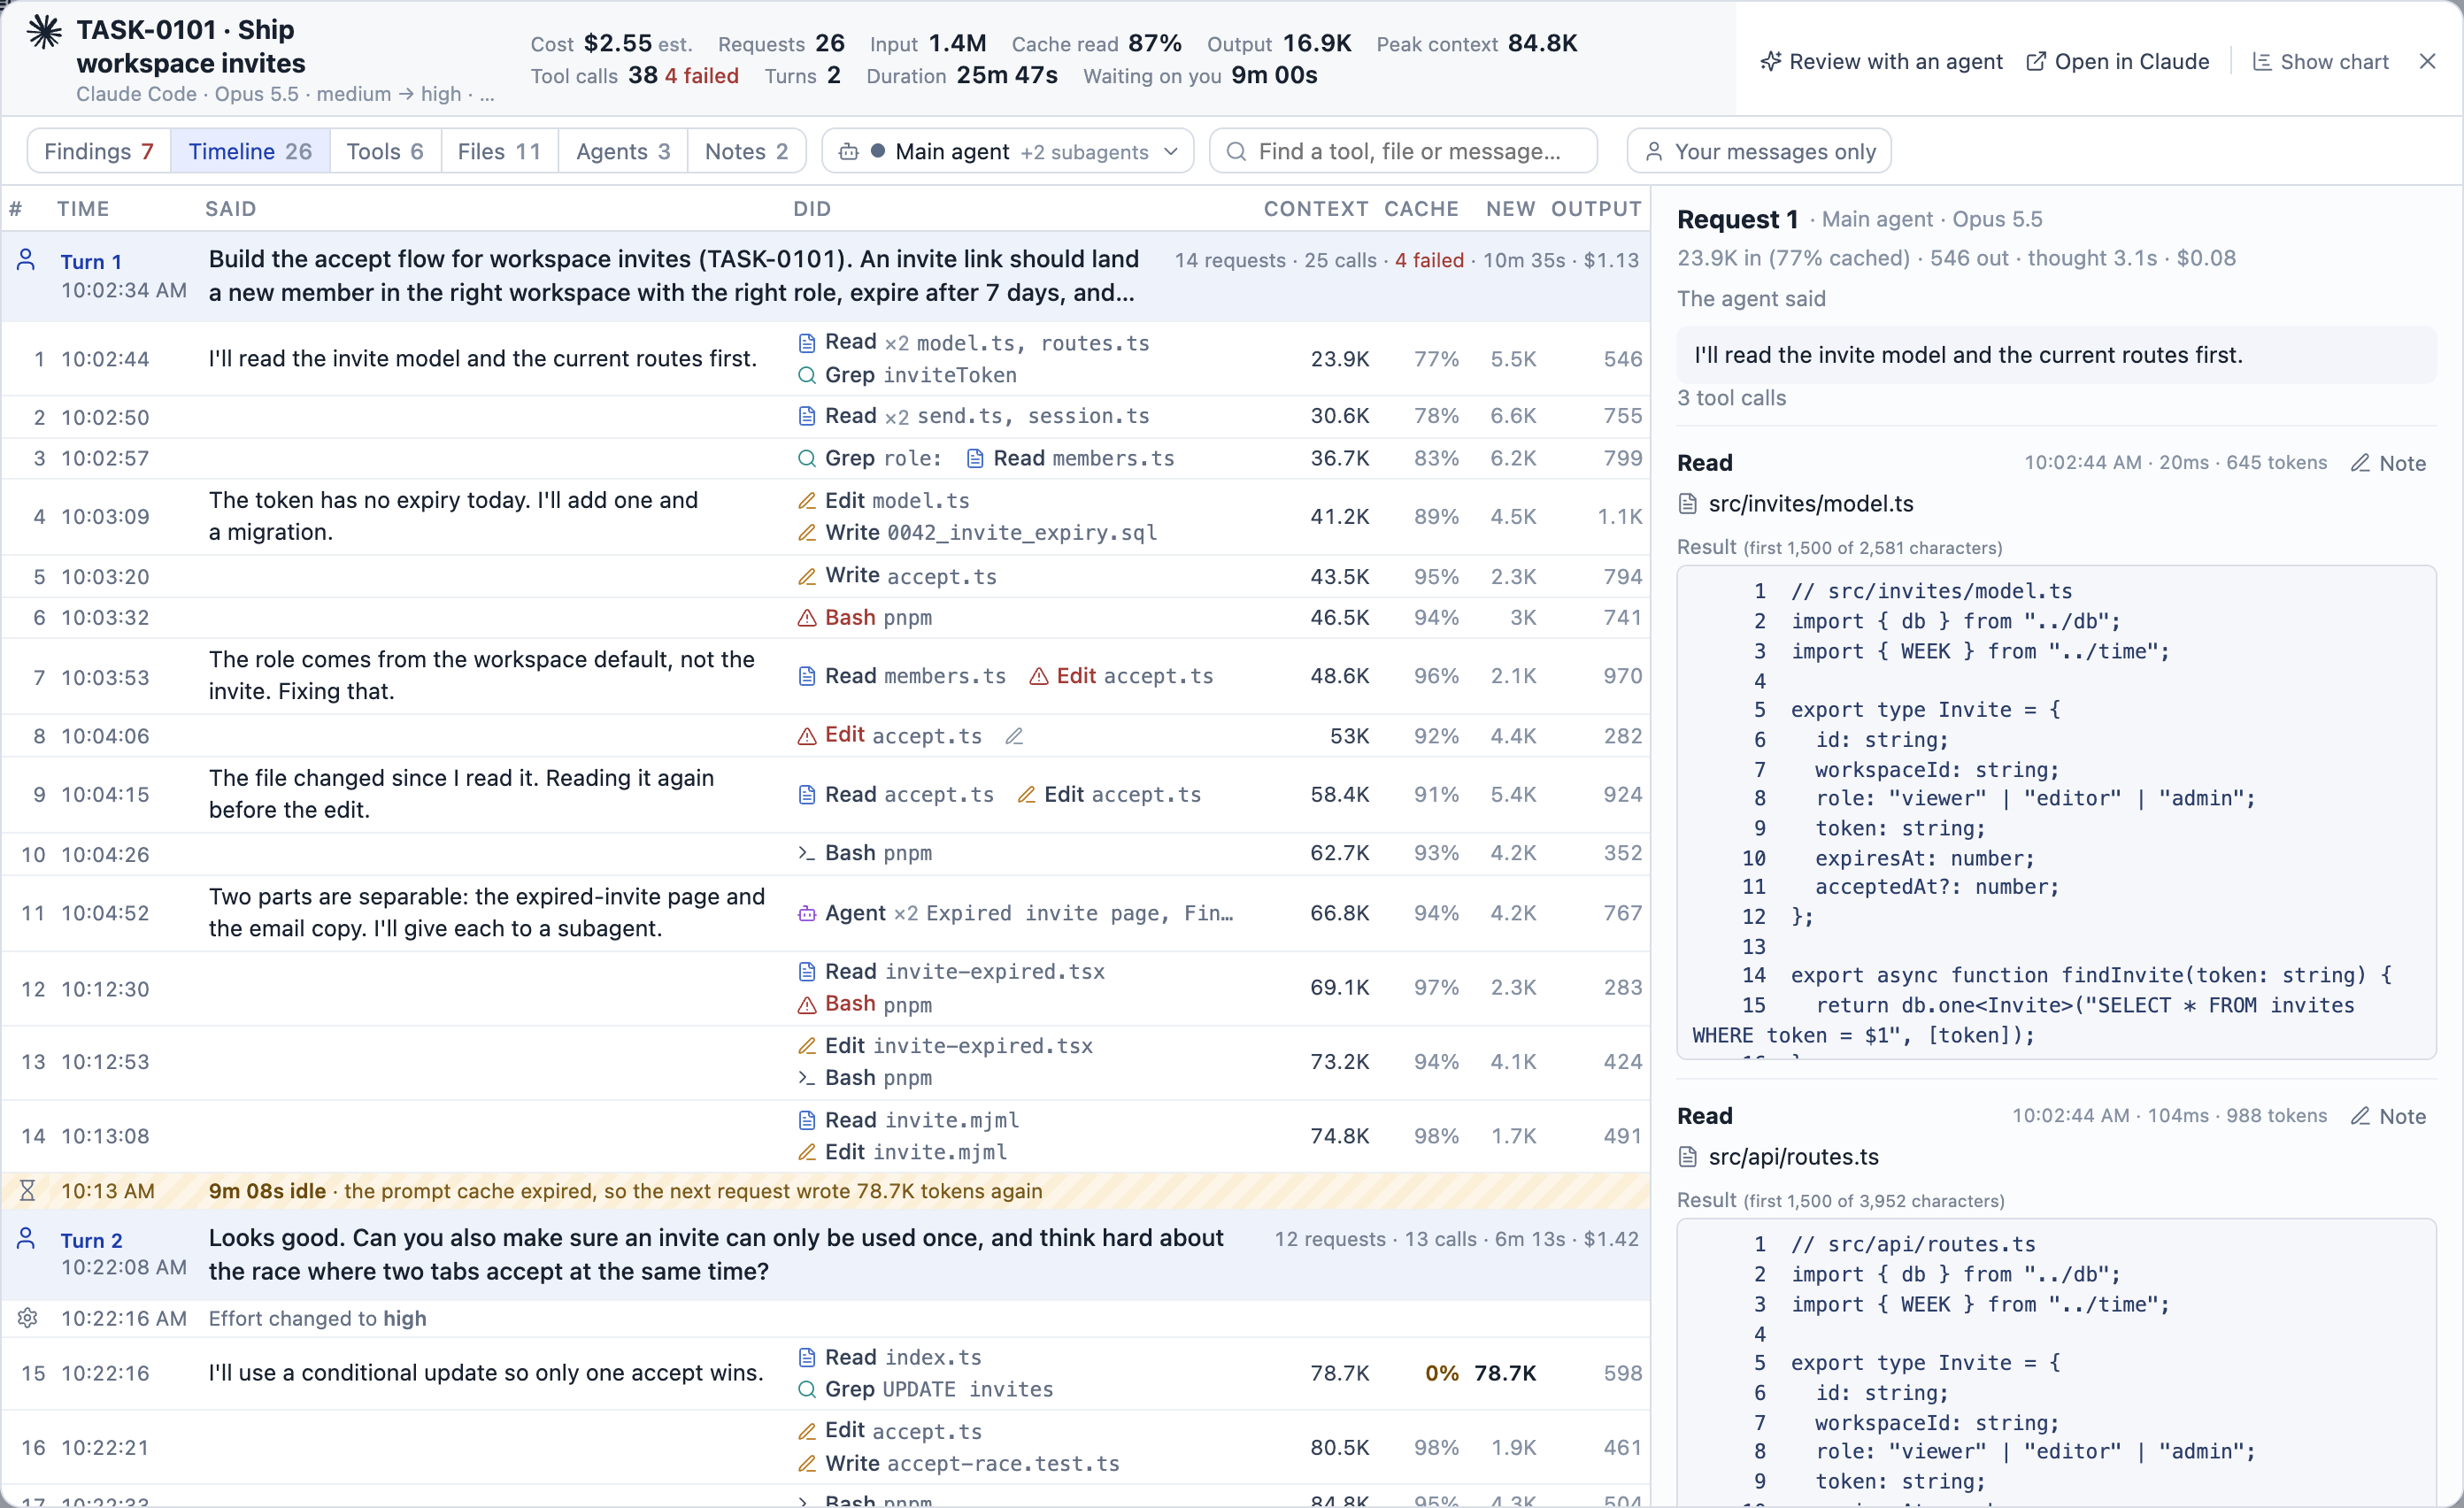 TASK-0101 · Ship
workspace invites
Claude Code · Opus 5.5 · medium → high · ...
Cost $2.55 est. Requests 26 Input 1.4M Cache read 87% Output 16.9K Peak context 84.8K
Tool calls 38 4 failed Turns 2 Duration 25m 47s Waiting on you 9m 00s
Review with an agent Open in Claude Show chart
Findings 7 Timeline 26 Tools 6 Files 11 Agents 3 Notes 2 Main agent +2 subagents Find a tool, file or message... Your messages only
# TIME SAID DID CONTEXT CACHE NEW OUTPUT
Turn 1 Build the accept flow for workspace invites (TASK-0101). An invite link should land 14 requests · 25 calls · 4 failed · 10m 35s · $1.13
10:02:34 AM a new member in the right workspace with the right role, expire after 7 days, and...
1 10:02:44 I'll read the invite model and the current routes first. Read ×2 model.ts, routes.ts 23.9K 77% 5.5K 546
Grep inviteToken
2 10:02:50 Read ×2 send.ts, session.ts 30.6K 78% 6.6K 755
3 10:02:57 Grep role: Read members.ts 36.7K 83% 6.2K 799
4 10:03:09 The token has no expiry today. I'll add one and Edit model.ts 41.2K 89% 4.5K 1.1K
a migration. Write 0042_invite_expiry.sql
5 10:03:20 Write accept.ts 43.5K 95% 2.3K 794
6 10:03:32 Bash pnpm 46.5K 94% 3K 741
7 10:03:53 The role comes from the workspace default, not the Read members.ts Edit accept.ts 48.6K 96% 2.1K 970
invite. Fixing that.
8 10:04:06 Edit accept.ts 53K 92% 4.4K 282
9 10:04:15 The file changed since I read it. Reading it again Read accept.ts Edit accept.ts 58.4K 91% 5.4K 924
before the edit.
10 10:04:26 Bash pnpm 62.7K 93% 4.2K 352
11 10:04:52 Two parts are separable: the expired-invite page and Agent ×2 Expired invite page, Fin... 66.8K 94% 4.2K 767
the email copy. I'll give each to a subagent.
12 10:12:30 Read invite-expired.tsx 69.1K 97% 2.3K 283
Bash pnpm
13 10:12:53 Edit invite-expired.tsx 73.2K 94% 4.1K 424
Bash pnpm
14 10:13:08 Read invite.mjml 74.8K 98% 1.7K 491
Edit invite.mjml
10:13 AM 9m 08s idle · the prompt cache expired, so the next request wrote 78.7K tokens again
Turn 2 Looks good. Can you also make sure an invite can only be used once, and think hard about 12 requests · 13 calls · 6m 13s · $1.42
10:22:08 AM the race where two tabs accept at the same time?
10:22:16 AM Effort changed to high
15 10:22:16 I'll use a conditional update so only one accept wins. Read index.ts 78.7K 0% 78.7K 598
Grep UPDATE invites
16 10:22:21 Edit accept.ts 80.5K 98% 1.9K 461
Write accept-race.test.ts
17 10:22:33 Bash pnpm 84.8K 95% 4.3K 504
Request 1 · Main agent · Opus 5.5
23.9K in (77% cached) · 546 out · thought 3.1s · $0.08
The agent said
I'll read the invite model and the current routes first.
3 tool calls
Read 10:02:44 AM · 20ms · 645 tokens Note
src/invites/model.ts
Result (first 1,500 of 2,581 characters)
1 // src/invites/model.ts
2 import { db } from "../db";
3 import { WEEK } from "../time";
4
5 export type Invite = {
6 id: string;
7 workspaceId: string;
8 role: "viewer" | "editor" | "admin";
9 token: string;
10 expiresAt: number;
11 acceptedAt?: number;
12 };
13
14 export async function findInvite(token: string) {
15 return db.one<Invite>("SELECT * FROM invites
WHERE token = $1", [token]);
16 }
Read 10:02:44 AM · 104ms · 988 tokens Note
src/api/routes.ts
Result (first 1,500 of 3,952 characters)
1 // src/api/routes.ts
2 import { db } from "../db";
3 import { WEEK } from "../time";
4
5 export type Invite = {
6 id: string;
7 workspaceId: string;
8 role: "viewer" | "editor" | "admin";
9 token: string;